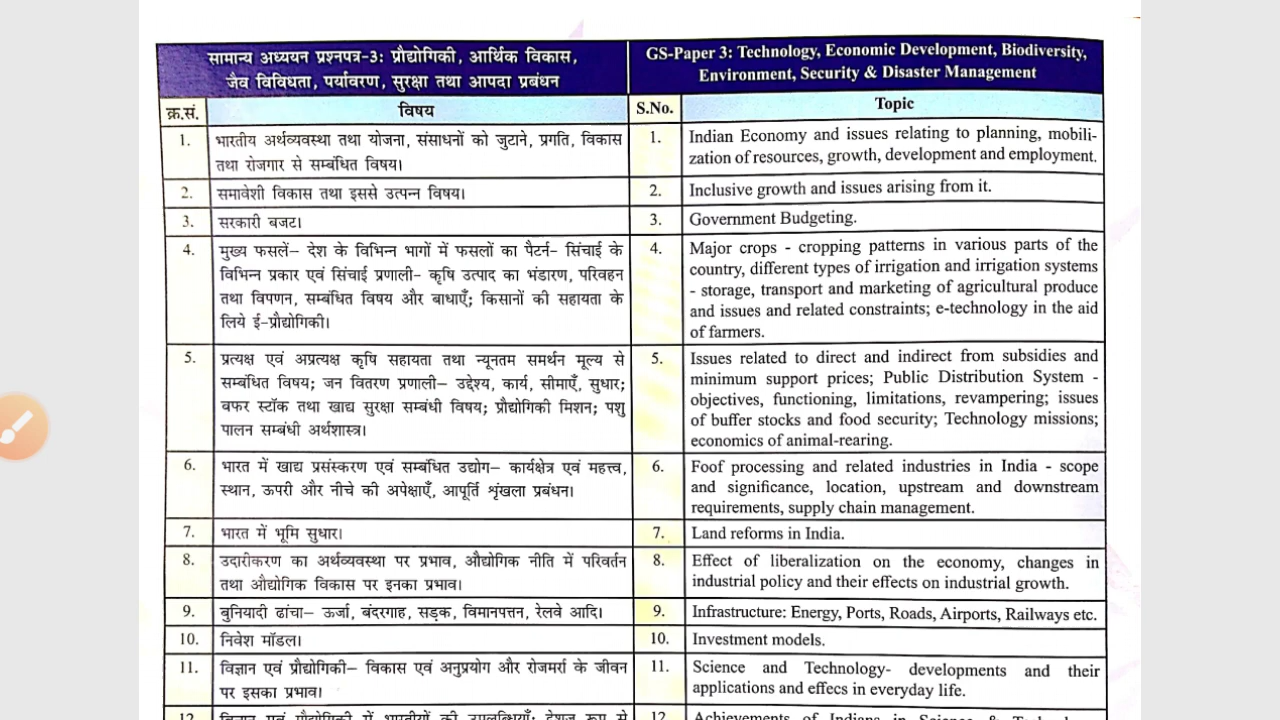 सामान्य अध्ययन प्रश्नपत्र-3: प्रौद्योगिकी, आर्थिक विकास,
जैव विविधता, पर्यावरण, सुरक्षा तथा आपदा प्रबंधन
क्र.सं. विषय
1. भारतीय अर्थव्यवस्था तथा योजना, संसाधनों को जुटाने, प्रगति, विकास
तथा रोजगार से सम्बंधित विषय।
2. समावेशी विकास तथा इससे उत्पन्न विषय।
3. सरकारी बजट।
4. मुख्य फसलें– देश के विभिन्न भागों में फसलों का पैटर्न– सिंचाई के
विभिन्न प्रकार एवं सिंचाई प्रणाली– कृषि उत्पाद का भंडारण, परिवहन
तथा विपणन, सम्बंधित विषय और बाधाएँ; किसानों की सहायता के
लिये ई-प्रौद्योगिकी।
5. प्रत्यक्ष एवं अप्रत्यक्ष कृषि सहायता तथा न्यूनतम समर्थन मूल्य से
सम्बंधित विषय; जन वितरण प्रणाली– उद्देश्य, कार्य, सीमाएँ, सुधार;
बफर स्टॉक तथा खाद्य सुरक्षा सम्बंधी विषय; प्रौद्योगिकी मिशन; पशु
पालन सम्बंधी अर्थशास्त्र।
6. भारत में खाद्य प्रसंस्करण एवं सम्बंधित उद्योग– कार्यक्षेत्र एवं महत्त्व,
स्थान, ऊपरी और नीचे की अपेक्षाएँ, आपूर्ति शृंखला प्रबंधन।
7. भारत में भूमि सुधार।
8. उदारीकरण का अर्थव्यवस्था पर प्रभाव, औद्योगिक नीति में परिवर्तन
तथा औद्योगिक विकास पर इनका प्रभाव।
9. बुनियादी ढांचा– ऊर्जा, बंदरगाह, सड़क, विमानपत्तन, रेलवे आदि।
10. निवेश मॉडल।
11. विज्ञान एवं प्रौद्योगिकी– विकास एवं अनुप्रयोग और रोजमर्रा के जीवन
पर इसका प्रभाव।
GS-Paper 3: Technology, Economic Development, Biodiversity,
Environment, Security & Disaster Management
S.No. Topic
1. Indian Economy and issues relating to planning, mobili-
zation of resources, growth, development and employment.
2. Inclusive growth and issues arising from it.
3. Government Budgeting.
4. Major crops - cropping patterns in various parts of the
country, different types of irrigation and irrigation systems
- storage, transport and marketing of agricultural produce
and issues and related constraints; e-technology in the aid
of farmers.
5. Issues related to direct and indirect from subsidies and
minimum support prices; Public Distribution System -
objectives, functioning, limitations, revampering; issues
of buffer stocks and food security; Technology missions;
economics of animal-rearing.
6. Foof processing and related industries in India - scope
and significance, location, upstream and downstream
requirements, supply chain management.
7. Land reforms in India.
8. Effect of liberalization on the economy, changes in
industrial policy and their effects on industrial growth.
9. Infrastructure: Energy, Ports, Roads, Airports, Railways etc.
10. Investment models.
11. Science and Technology- developments and their
applications and effecs in everyday life.
12. Achievements of Indians in Science &